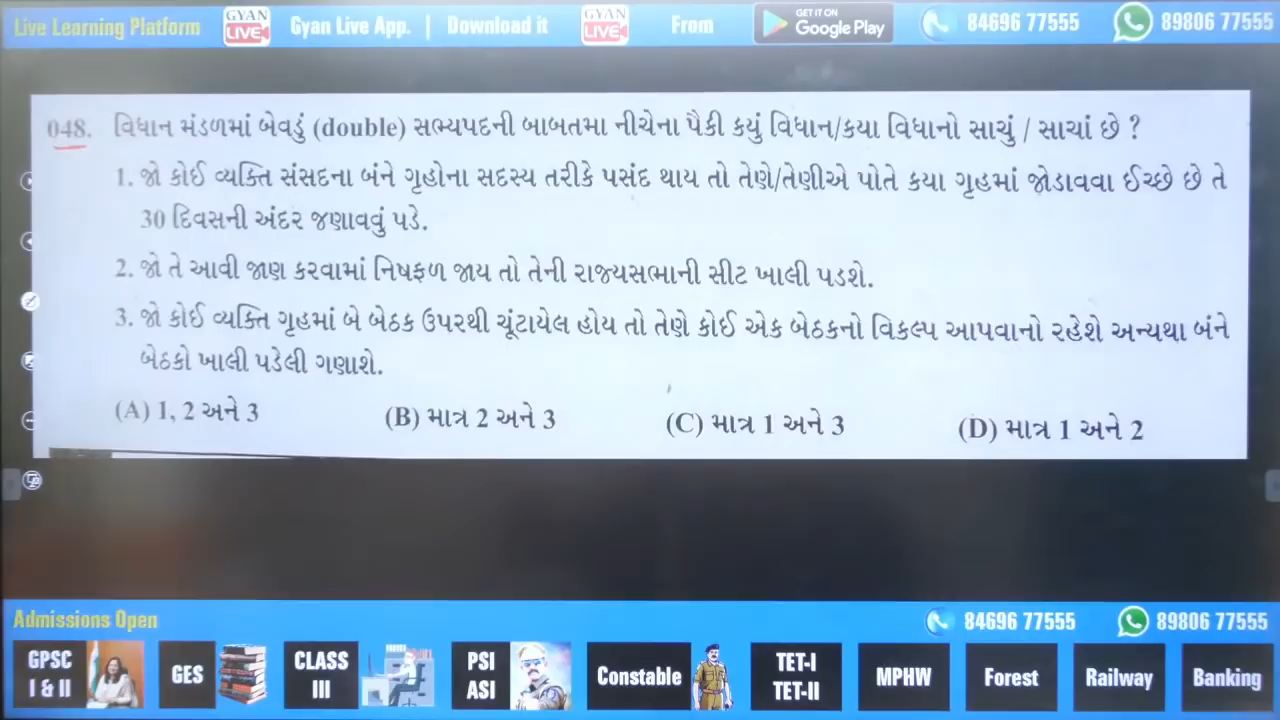 Live Learning Platform GYAN LIVE Gyan Live App. | Download it GYAN LIVE From GET IT ON Google Play 84696 77555 89806 77555
048. વિધાન મંડળમાં બેવડું (double) સભ્યપદની બાબતમા નીચેના પૈકી કયું વિધાન/કયા વિધાનો સાચું / સાચાં છે ?
1. જો કોઈ વ્યક્તિ સંસદના બંને ગૃહોના સદસ્ય તરીકે પસંદ થાય તો તેણે/તેણીએ પોતે કયા ગૃહમાં જોડાવવા ઈચ્છે છે તે
30 દિવસની અંદર જણાવવું પડે.
2. જો તે આવી જાણ કરવામાં નિષફળ જાય તો તેની રાજ્યસભાની સીટ ખાલી પડશે.
3. જો કોઈ વ્યક્તિ ગૃહમાં બે બેઠક ઉપરથી ચૂંટાયેલ હોય તો તેણે કોઈ એક બેઠકનો વિકલ્પ આપવાનો રહેશે અન્યથા બંને
બેઠકો ખાલી પડેલી ગણાશે.
(A) 1, 2 અને 3 (B) માત્ર 2 અને 3 (C) માત્ર 1 અને 3 (D) માત્ર 1 અને 2
Admissions Open 84696 77555 89806 77555
GPSC I & II GES CLASS III PSI ASI Constable TET-I TET-II MPHW Forest Railway Banking